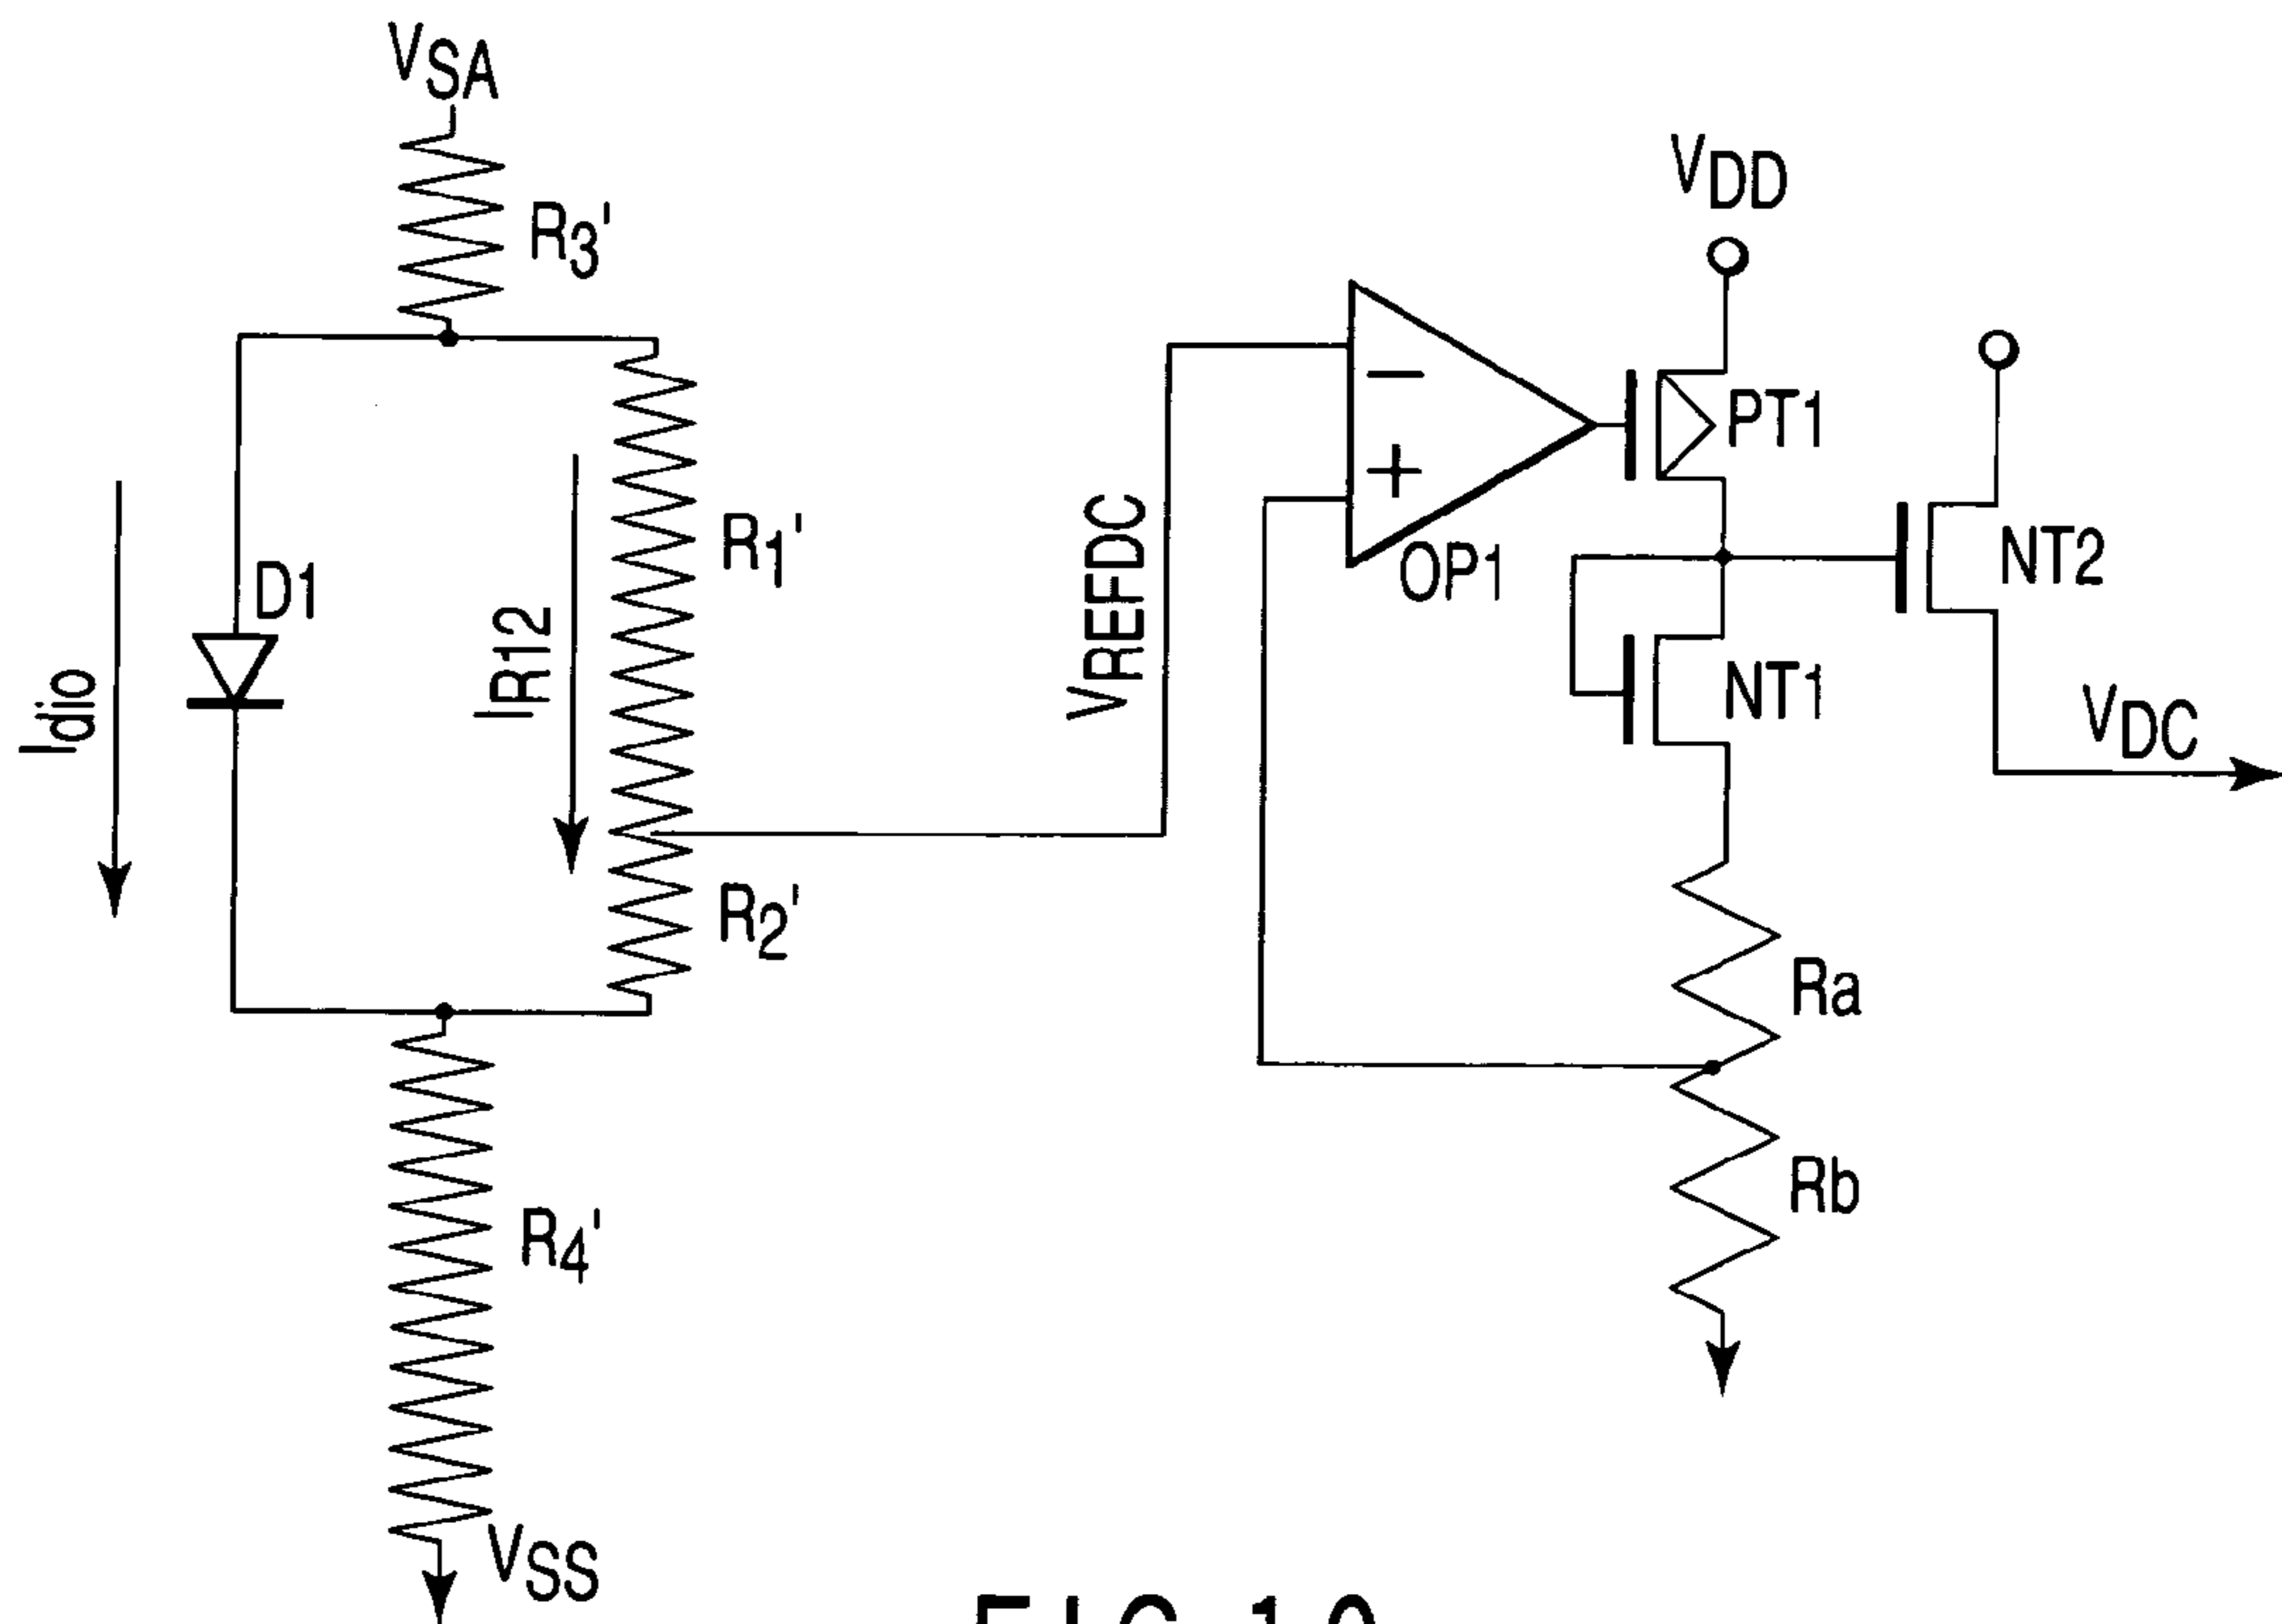 VSA
R3'
VDD
PT1
D1
R1'
OP1
NT2
Idio
IR12
VREFDC
NT1
VDC
R2'
Ra
Rb
R4'
VSS